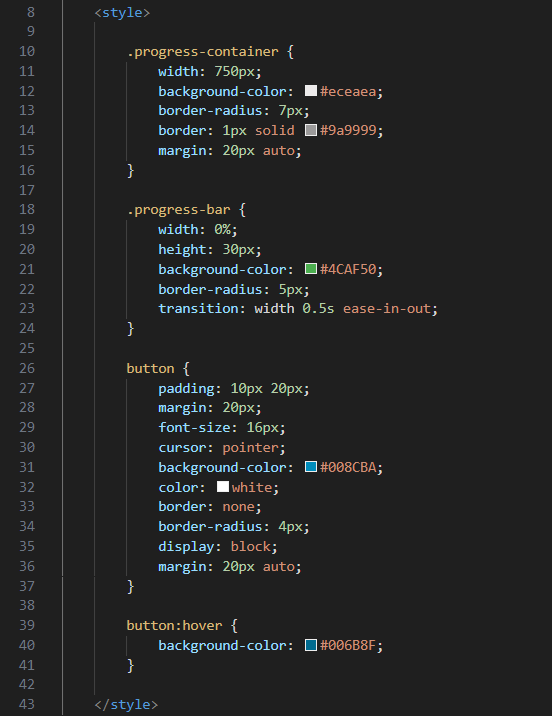 8 <style>
9
10 .progress-container {
11 width: 750px;
12 background-color: #eceaea;
13 border-radius: 7px;
14 border: 1px solid #9a9999;
15 margin: 20px auto;
16 }
17
18 .progress-bar {
19 width: 0%;
20 height: 30px;
21 background-color: #4CAF50;
22 border-radius: 5px;
23 transition: width 0.5s ease-in-out;
24 }
25
26 button {
27 padding: 10px 20px;
28 margin: 20px;
29 font-size: 16px;
30 cursor: pointer;
31 background-color: #008CBA;
32 color: white;
33 border: none;
34 border-radius: 4px;
35 display: block;
36 margin: 20px auto;
37 }
38
39 button:hover {
40 background-color: #006B8F;
41 }
42
43 </style>